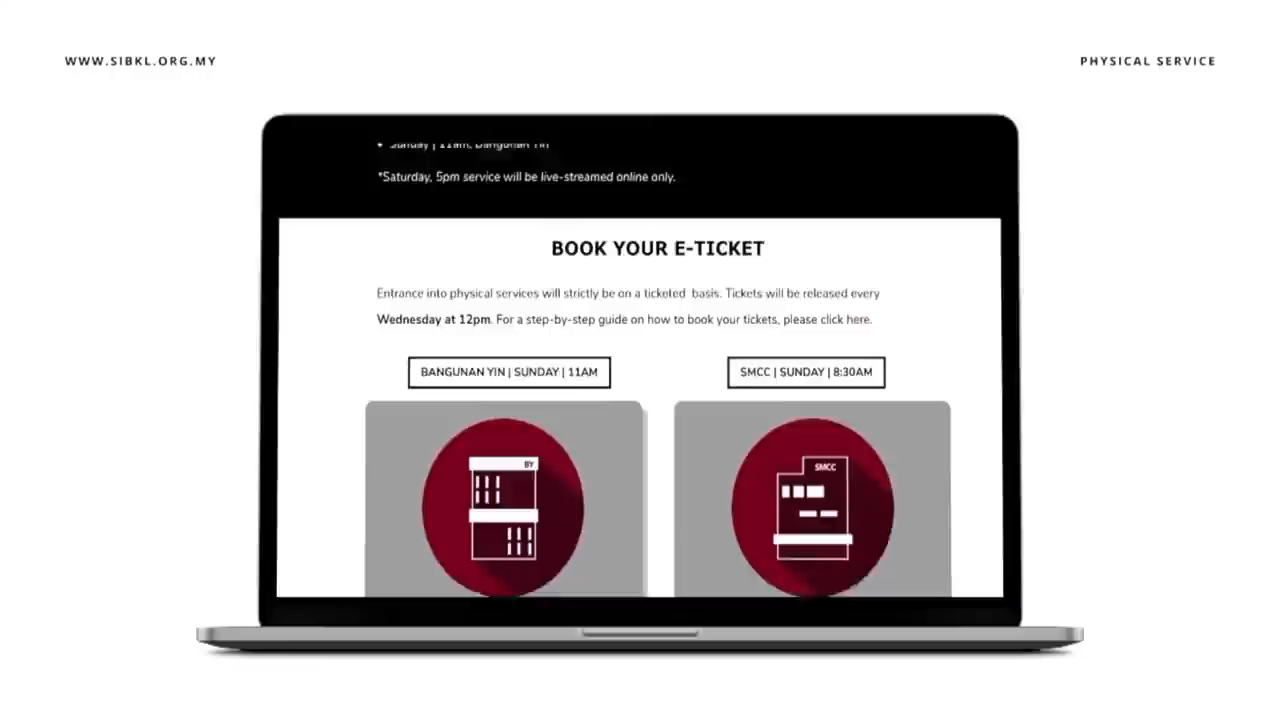 WWW.SIBKL.ORG.MY
PHYSICAL SERVICE
• Sunday | 11am, Bangunan Yin
*Saturday, 5pm service will be live-streamed online only.
BOOK YOUR E-TICKET
Entrance into physical services will strictly be on a ticketed basis. Tickets will be released every
Wednesday at 12pm. For a step-by-step guide on how to book your tickets, please click here.
BANGUNAN YIN | SUNDAY | 11AM
SMCC | SUNDAY | 8:30AM
BY
SMCC